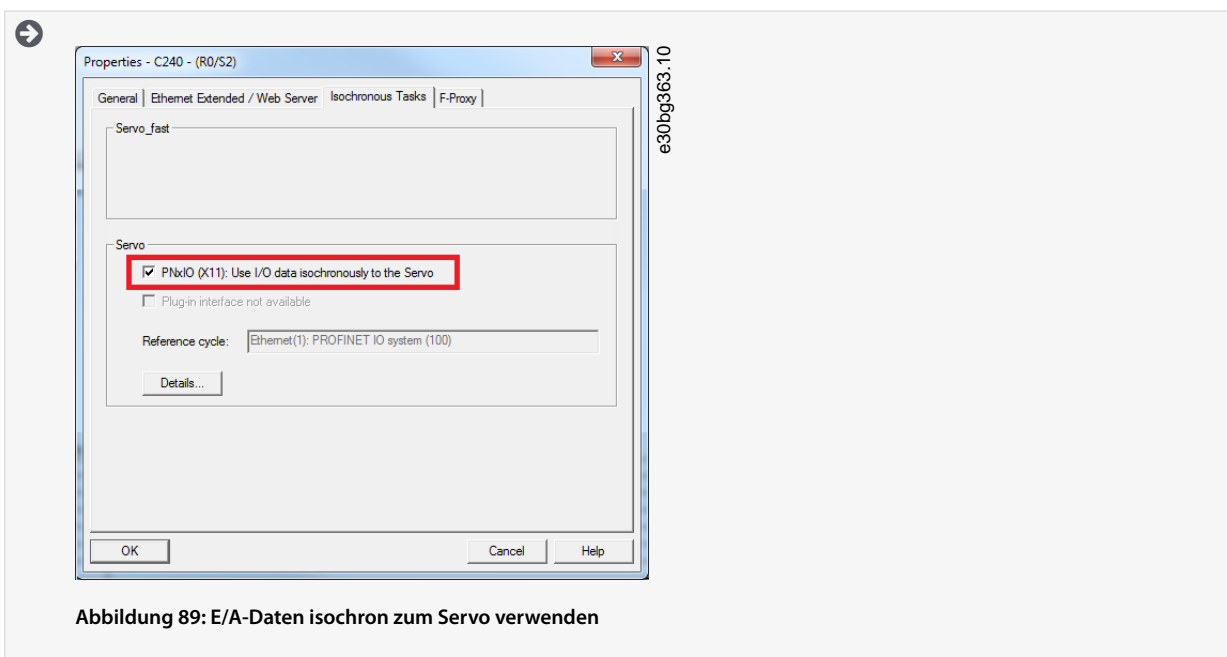 Properties - C240 - (R0/S2)
General Ethernet Extended / Web Server Isochronous Tasks F-Proxy
Servo_fast
Servo
PNxIO (X11): Use I/O data isochronously to the Servo
Plug-in interface not available
Reference cycle: Ethernet(1): PROFINET IO system (100)
Details...
OK Cancel Help
e30bg363.10
Abbildung 89: E/A-Daten isochron zum Servo verwenden